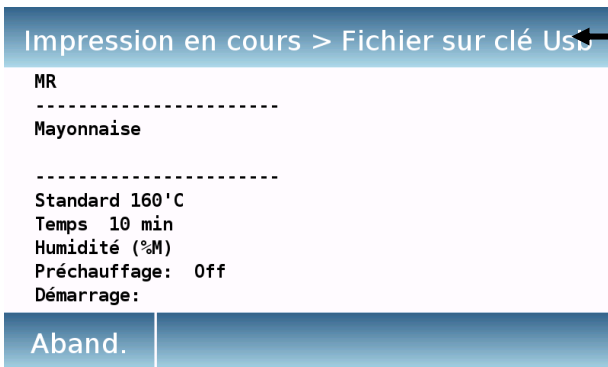 Impression en cours > Fichier sur clé Usb
MR
-----------------------
Mayonnaise
-----------------------
Standard 160'C
Temps  10 min
Humidité (%M)
Préchauffage:  Off
Démarrage:
Aband.